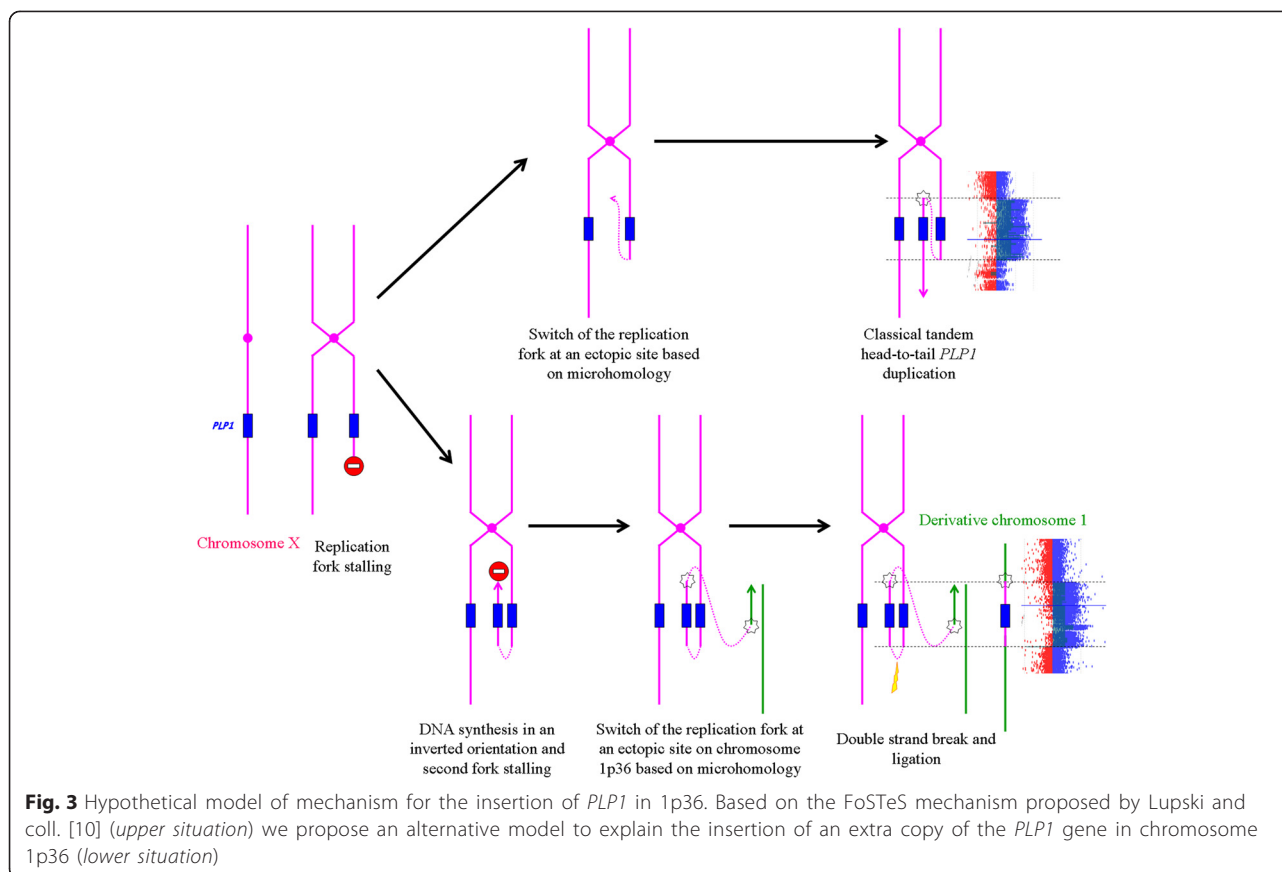 Switch of the replication
fork at an ectopic site based
on microhomology
Classical tandem
head-to-tail PLP1
duplication
PLP1
Chromosome X
Replication
fork stalling
Derivative chromosome 1
DNA synthesis in an
inverted orientation and
second fork stalling
Switch of the replication fork at
an ectopic site on chromosome
1p36 based on microhomology
Double strand break and
ligation
Fig. 3 Hypothetical model of mechanism for the insertion of PLP1 in 1p36. Based on the FoSTeS mechanism proposed by Lupski and
coll. [10] (upper situation) we propose an alternative model to explain the insertion of an extra copy of the PLP1 gene in chromosome
1p36 (lower situation)